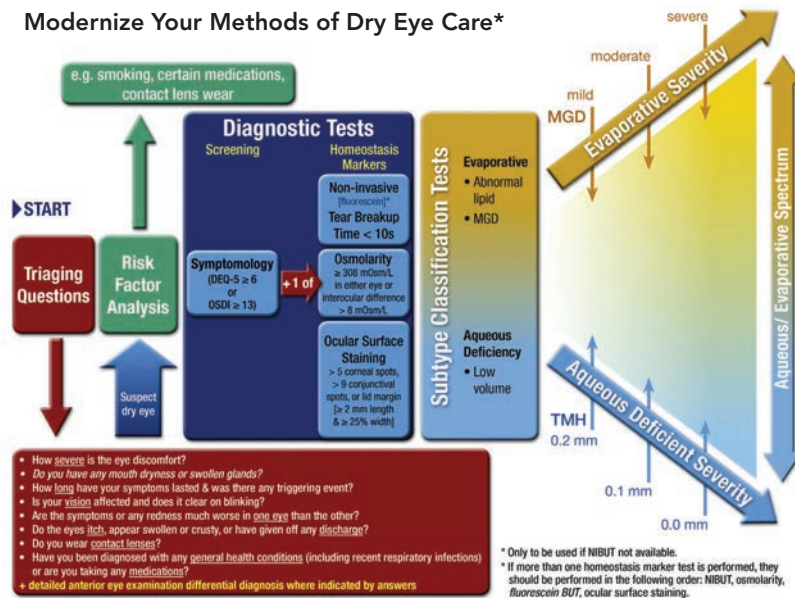 Modernize Your Methods of Dry Eye Care*
e.g. smoking, certain medications,
contact lens wear
▶START
Triaging
Questions
Risk
Factor
Analysis
Suspect
dry eye
Diagnostic Tests
Screening
Homeostasis
Markers
Symptomology
(DEQ-5 ≥ 6
or
OSDI ≥ 13)
+1 of
Non-invasive
[fluorescein]*
Tear Breakup
Time < 10s
Osmolarity
≥ 308 mOsm/L
in either eye or
interocular difference
> 8 mOsm/L
Ocular Surface
Staining
> 5 corneal spots,
> 9 conjunctival
spots, or lid margin
[≥ 2 mm length
& ≥ 25% width]
Subtype Classification Tests
Evaporative
• Abnormal
lipid
• MGD
Aqueous
Deficiency
• Low
volume
severe
moderate
mild
MGD
Evaporative Severity
Aqueous/ Evaporative Spectrum
Aqueous Deficient Severity
TMH
0.2 mm
0.1 mm
0.0 mm
• How severe is the eye discomfort?
• Do you have any mouth dryness or swollen glands?
• How long have your symptoms lasted & was there any triggering event?
• Is your vision affected and does it clear on blinking?
• Are the symptoms or any redness much worse in one eye than the other?
• Do the eyes itch, appear swollen or crusty, or have given off any discharge?
• Do you wear contact lenses?
• Have you been diagnosed with any general health conditions (including recent respiratory infections)
or are you taking any medications?
+ detailed anterior eye examination differential diagnosis where indicated by answers
* Only to be used if NIBUT not available.
* If more than one homeostasis marker test is performed, they
should be performed in the following order: NIBUT, osmolarity,
fluorescein BUT, ocular surface staining.